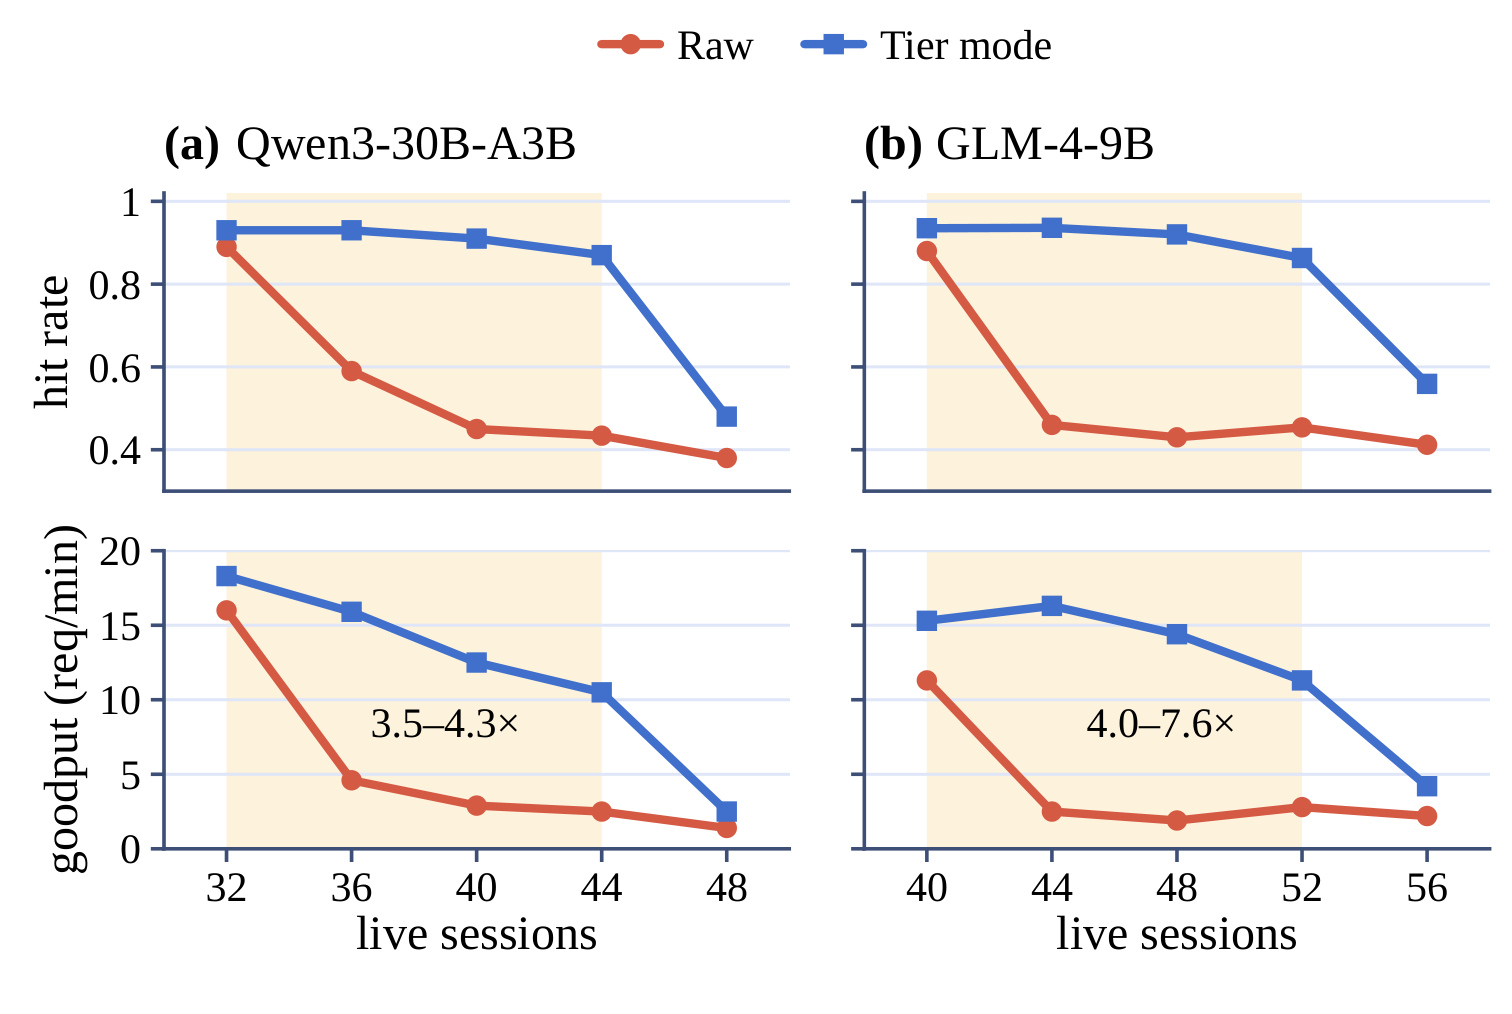 Raw Tier mode
(a) Qwen3-30B-A3B
(b) GLM-4-9B
hit rate
1
0.8
0.6
0.4
goodput (req/min)
20
15
10
5
0
3.5–4.3×
4.0–7.6×
32 36 40 44 48
40 44 48 52 56
live sessions
live sessions